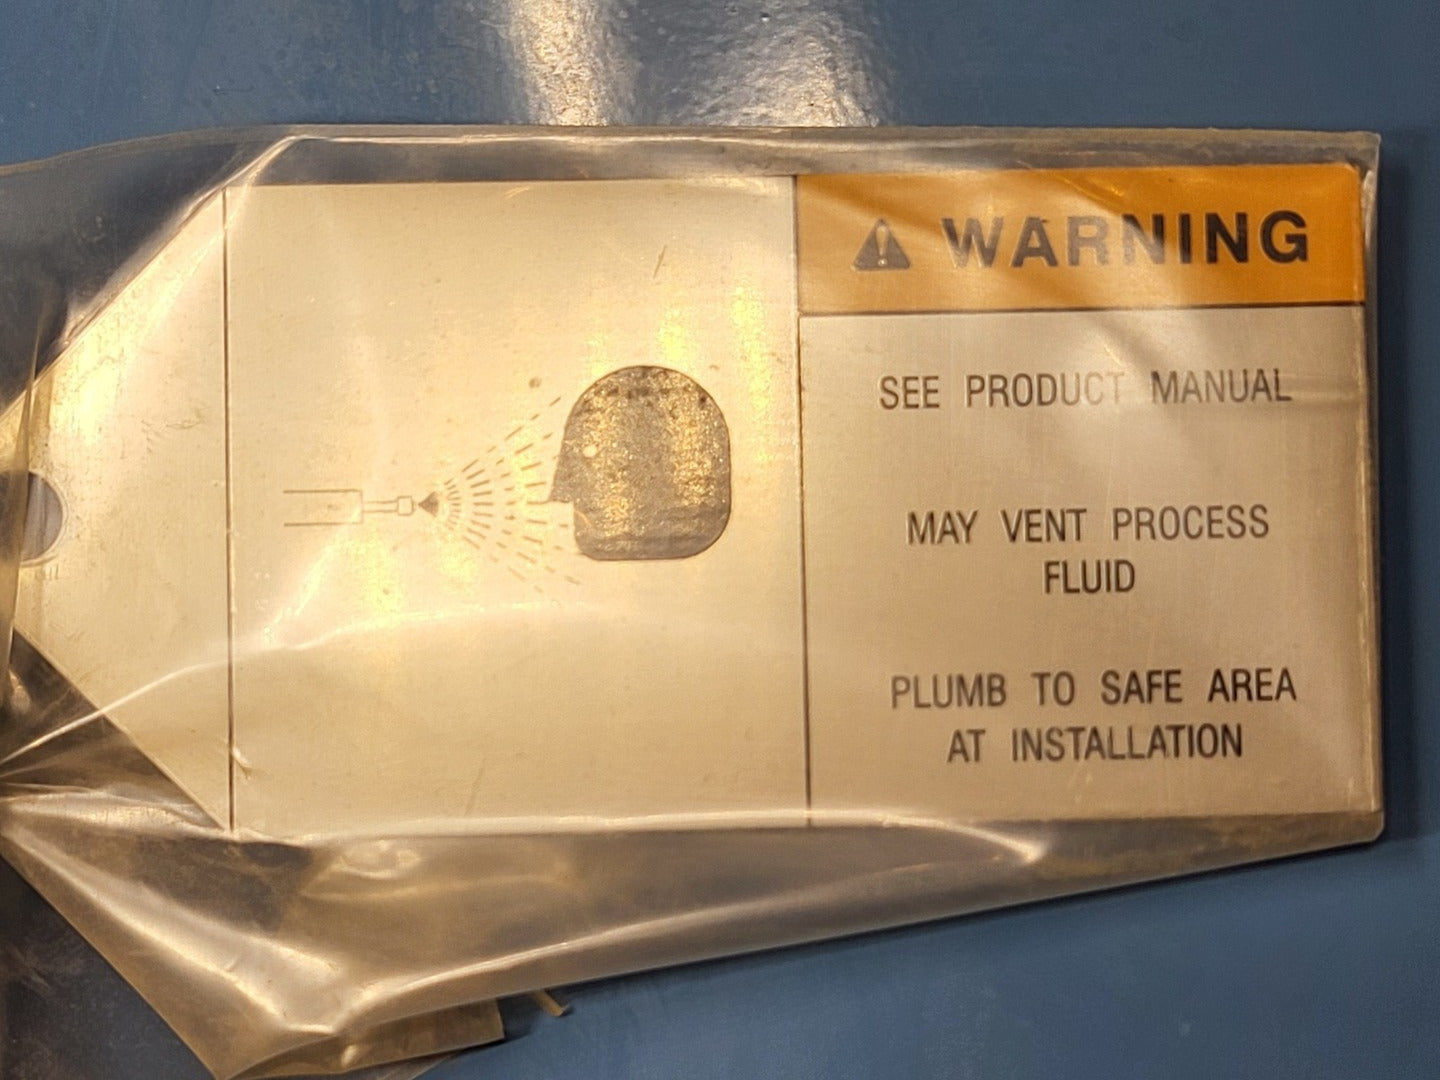 WARNING
SEE PRODUCT MANUAL
MAY VENT PROCESS
FLUID
PLUMB TO SAFE AREA
AT INSTALLATION